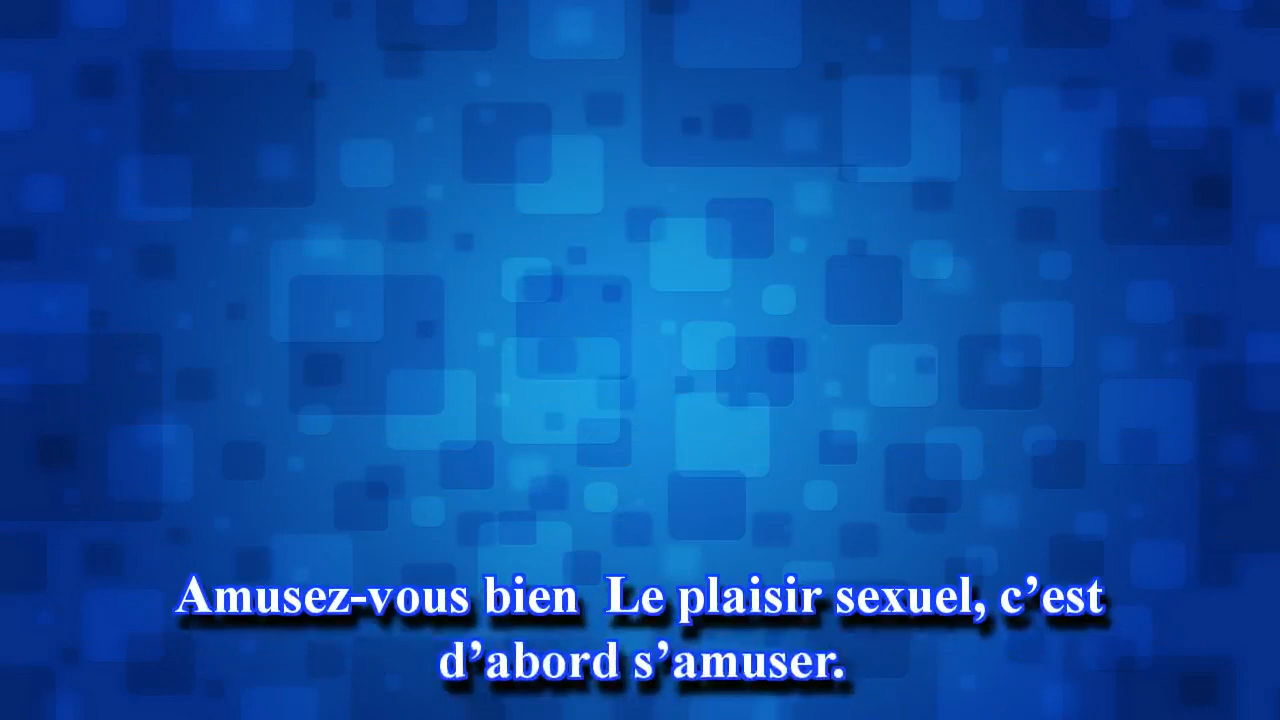 Amusez-vous bien  Le plaisir sexuel, c’est
d’abord s’amuser.